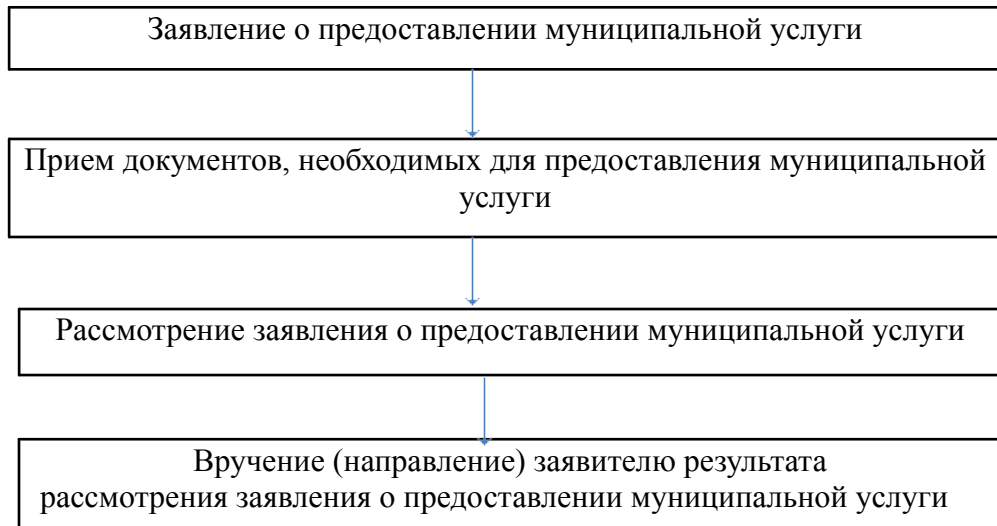 Заявление о предоставлении муниципальной услуги
Прием документов, необходимых для предоставления муниципальной
услуги
Рассмотрение заявления о предоставлении муниципальной услуги
Вручение (направление) заявителю результата
рассмотрения заявления о предоставлении муниципальной услуги